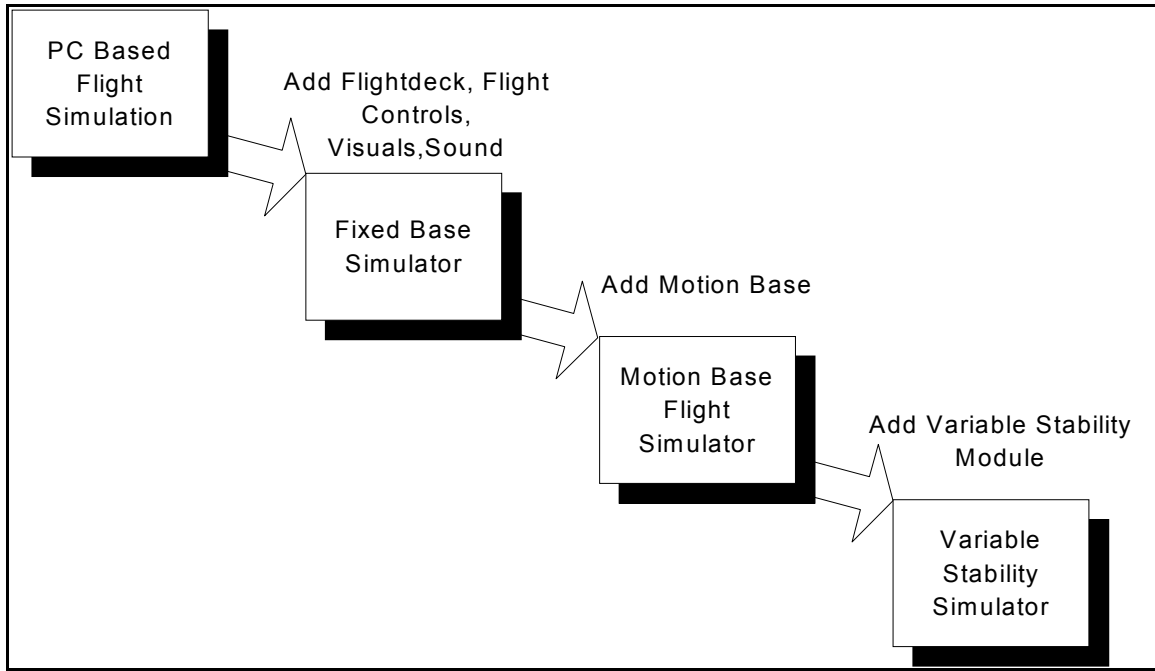 PC Based
Flight
Simulation
Add Flightdeck, Flight
Controls,
Visuals,Sound
Fixed Base
Simulator
Add Motion Base
Motion Base
Flight
Simulator
Add Variable Stability
Module
Variable
Stability
Simulator